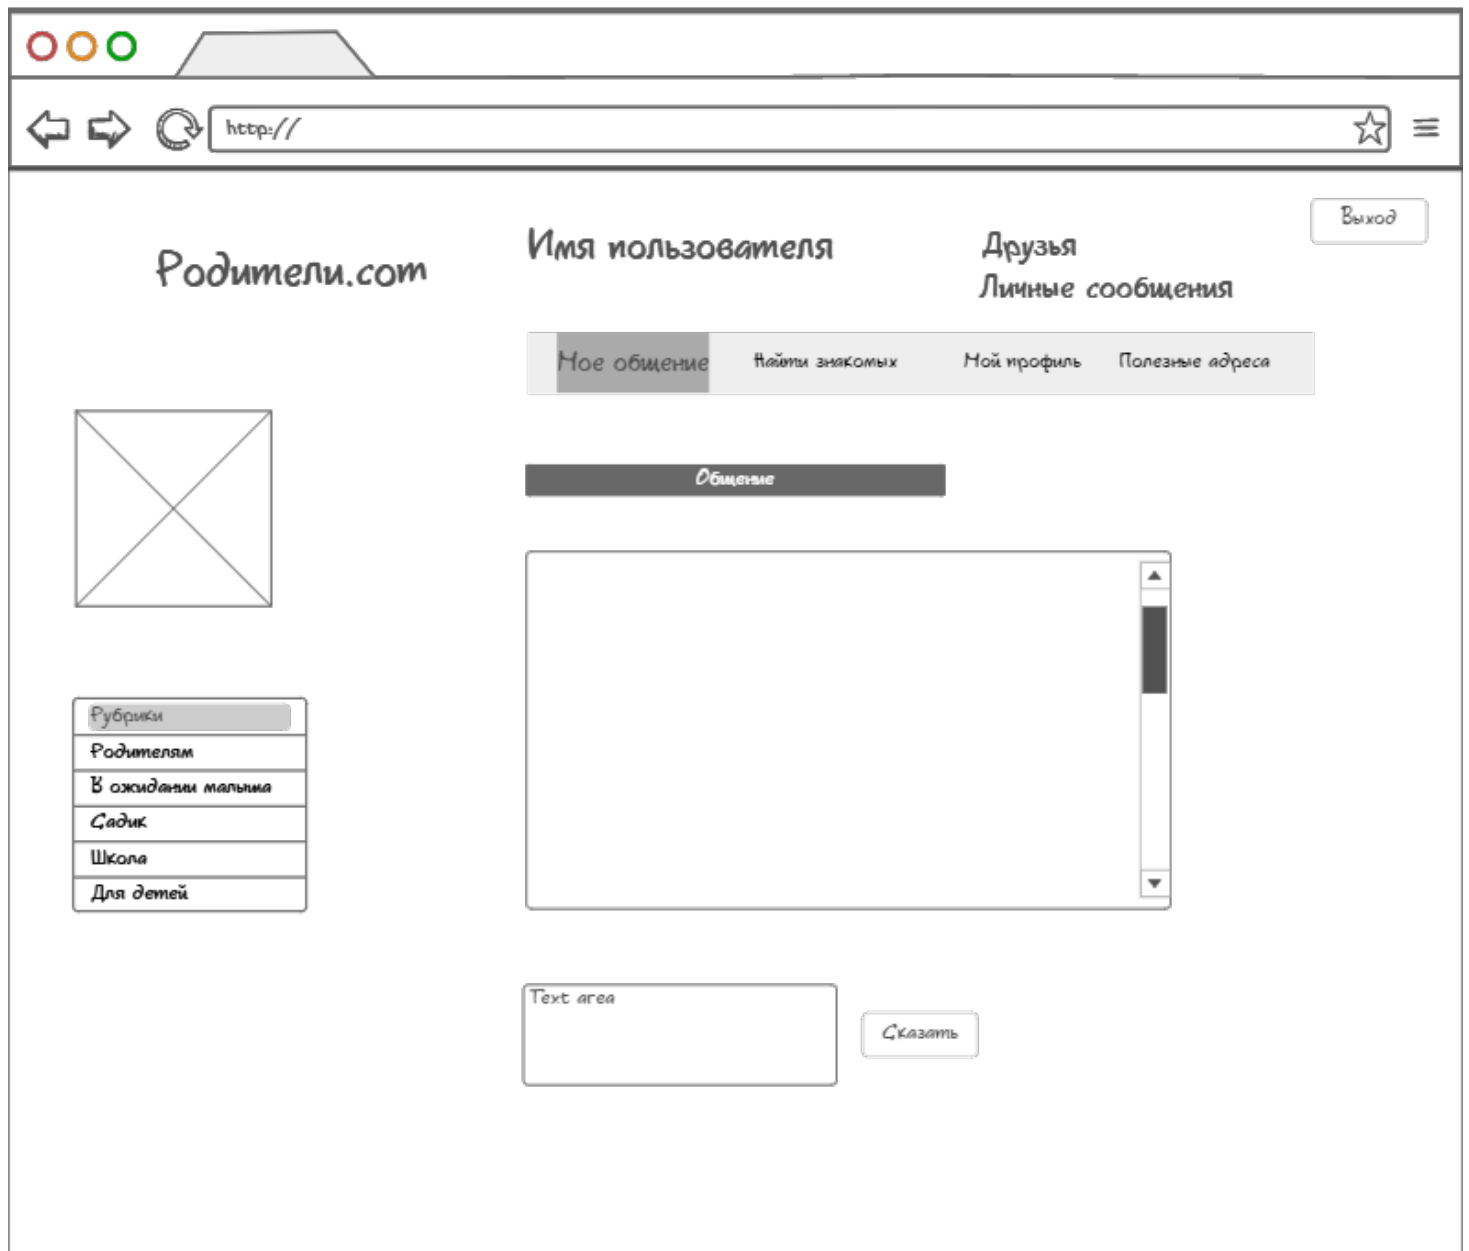 http://
Выход
Родители.com
Имя пользователя
Друзья
Личные сообщения
Мое общение
Найти знакомых
Мой профиль
Полезные адреса
Общение
Рубрики
Родителям
В ожидании малыша
Садик
Школа
Для детей
Text area
Сказать